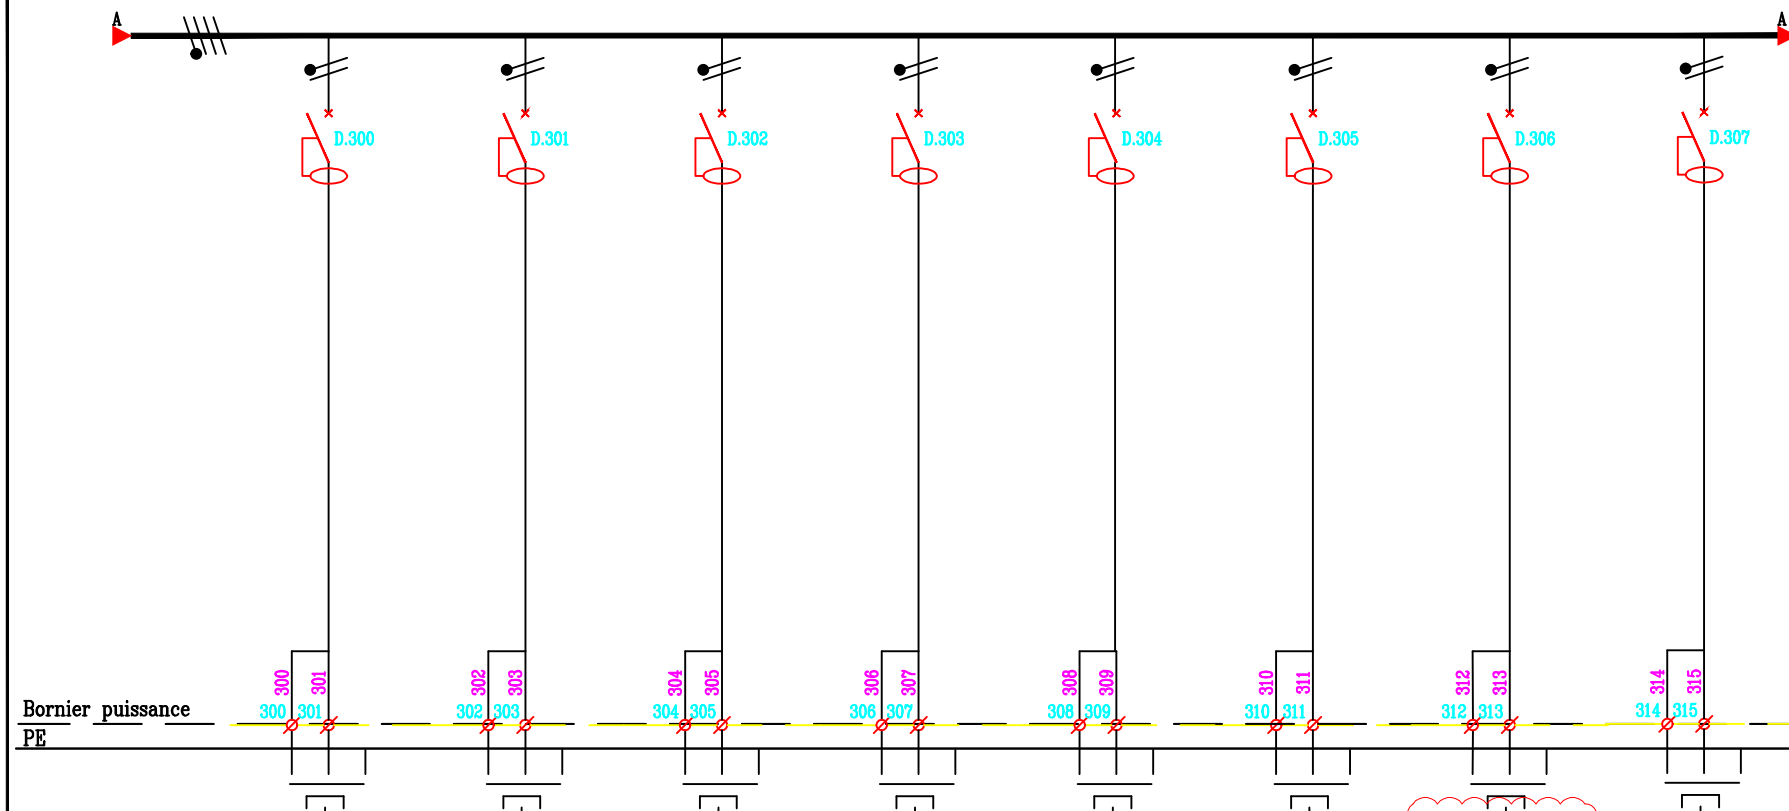 A A
D.300 D.301 D.302 D.303 D.304 D.305 D.306 D.307
300 301 302 303 304 305 306 307 308 309 310 311 312 313 314 315
Bornier puissance 300 301 302 303 304 305 306 307 308 309 310 311 312 313 314 315
PE